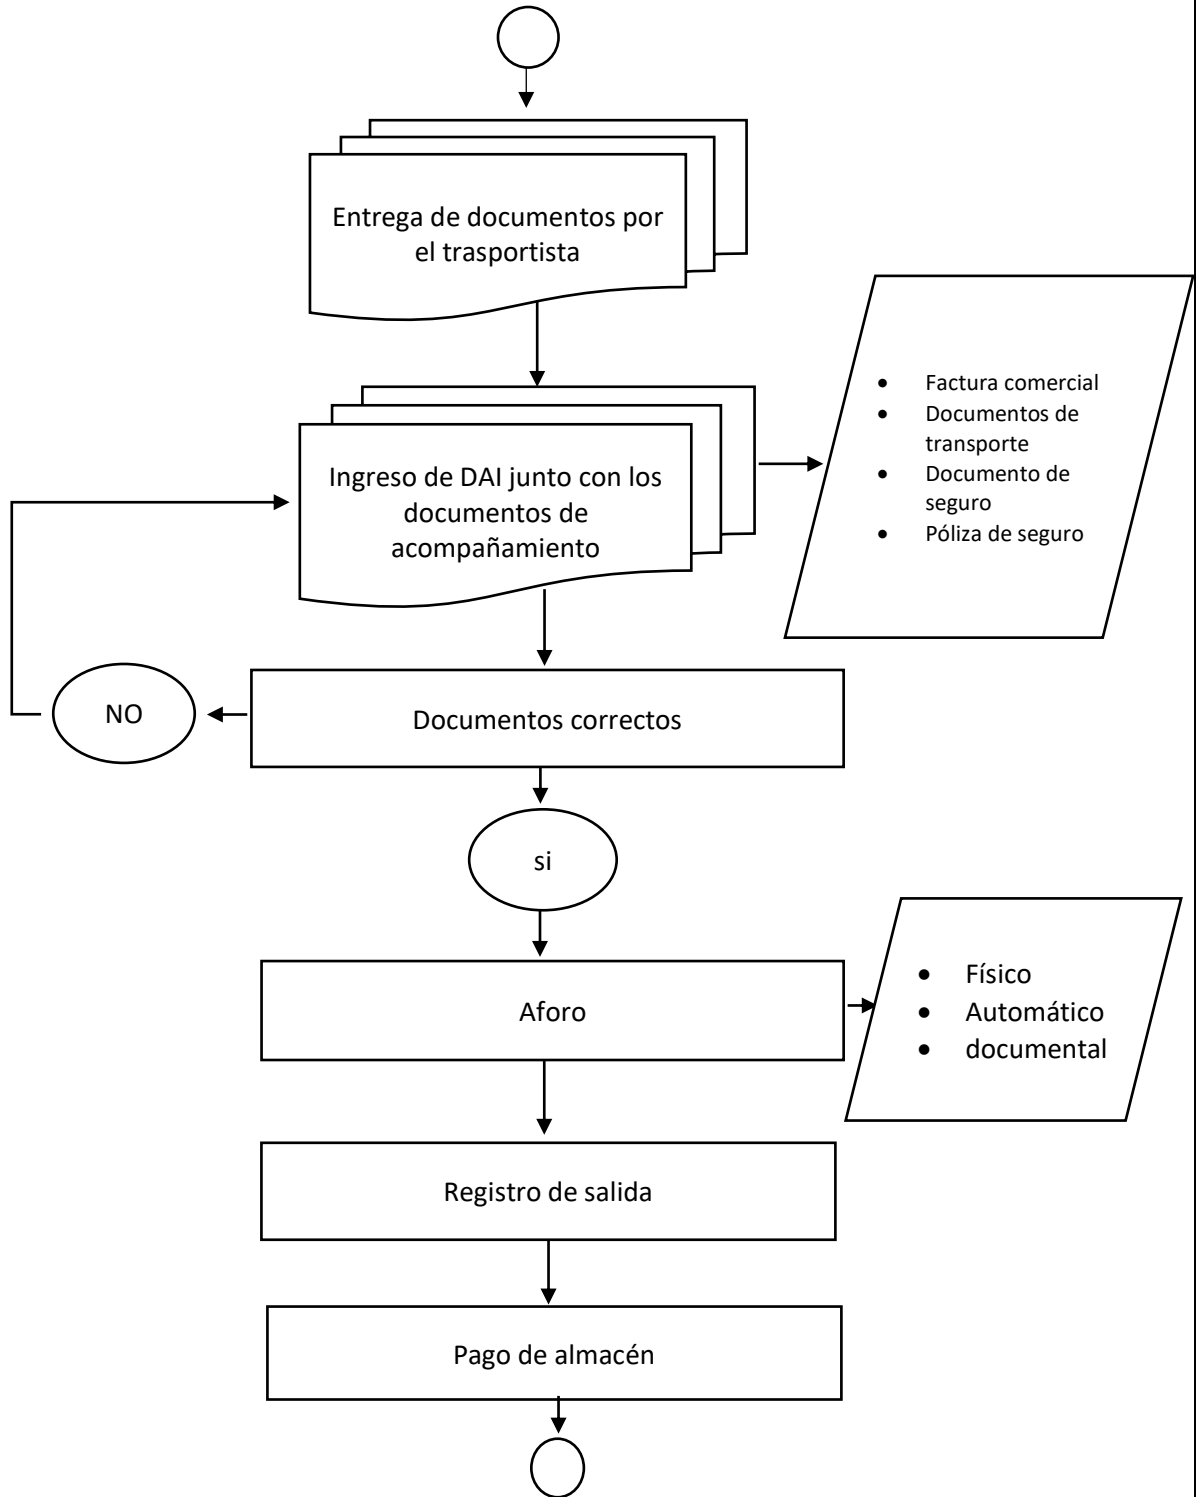 Entrega de documentos por
el trasportista
• Factura comercial
• Documentos de
transporte
• Documento de
seguro
• Póliza de seguro
Ingreso de DAI junto con los
documentos de
acompañamiento
NO
Documentos correctos
si
Aforo
• Físico
• Automático
• documental
Registro de salida
Pago de almacén